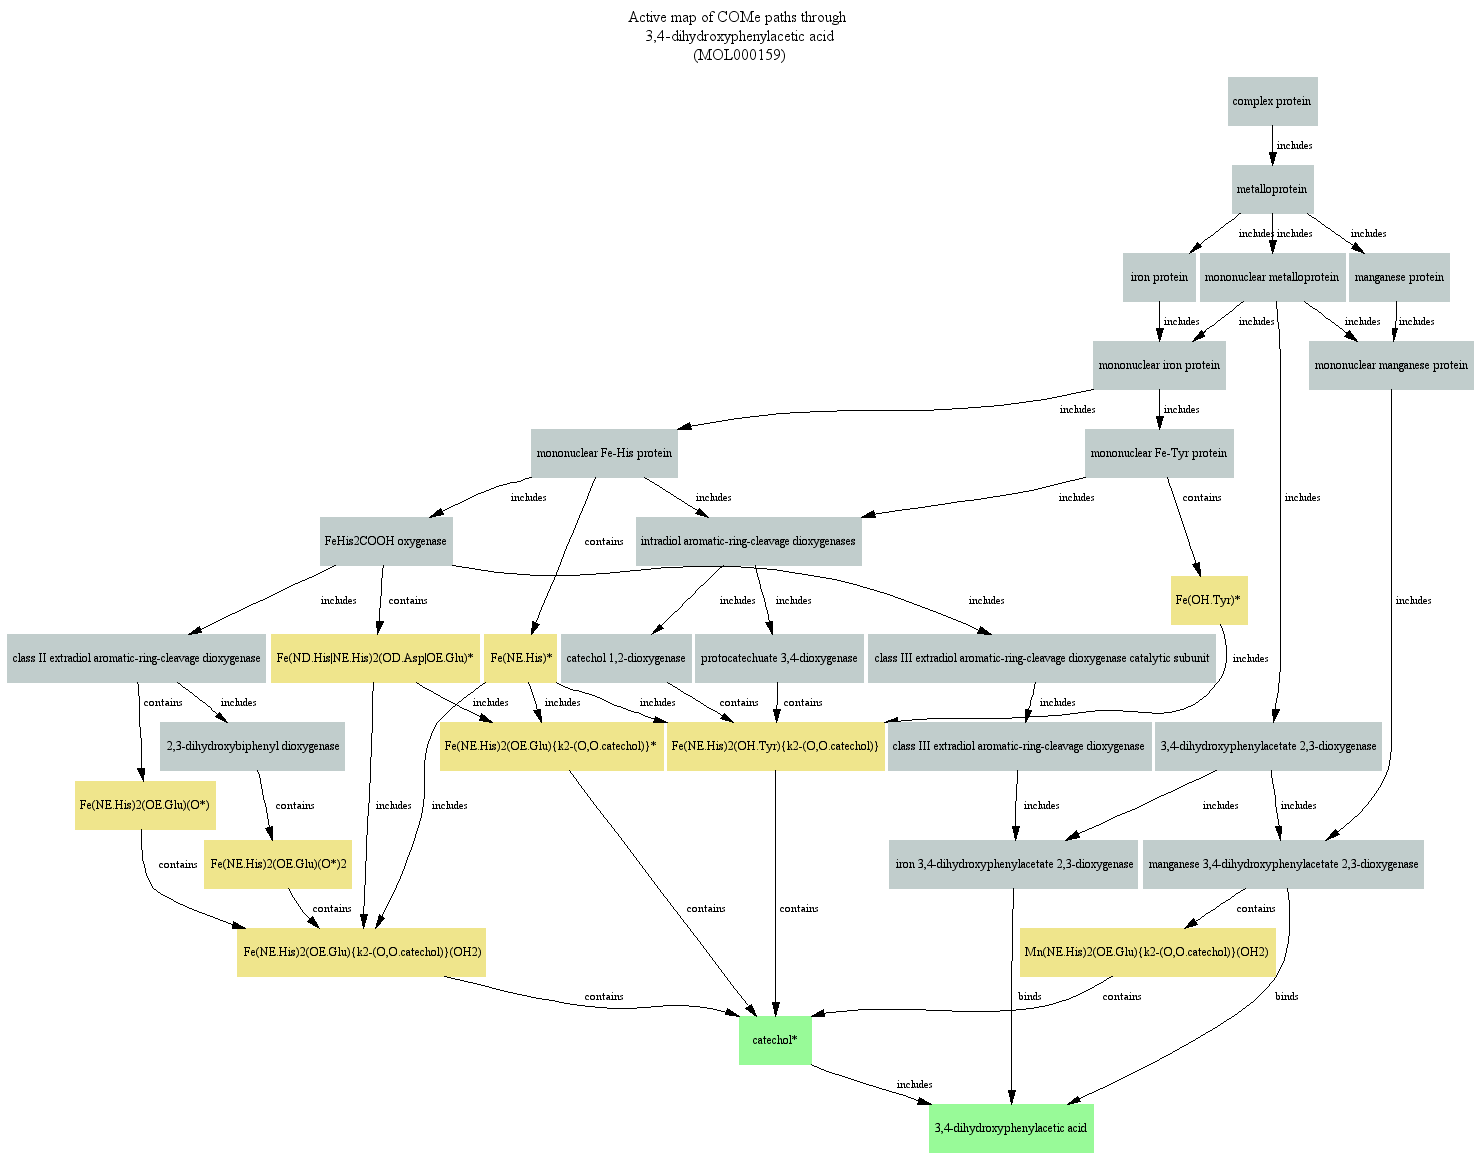 Active map of COMe paths through
3,4-dihydroxyphenylacetic acid
(MOL000159)
complex protein
includes
metalloprotein
includes
includes
includes
iron protein
mononuclear metalloprotein
manganese protein
includes
includes
includes
includes
mononuclear iron protein
mononuclear manganese protein
includes
includes
mononuclear Fe-His protein
mononuclear Fe-Tyr protein
includes
includes
includes
contains
includes
FeHis2COOH oxygenase
contains
intradiol aromatic-ring-cleavage dioxygenases
includes
contains
includes
includes
includes
Fe(OH.Tyr)*
includes
class II extradiol aromatic-ring-cleavage dioxygenase
Fe(ND.His|NE.His)2(OD.Asp|OE.Glu)*
Fe(NE.His)*
catechol 1,2-dioxygenase
protocatechuate 3,4-dioxygenase
class III extradiol aromatic-ring-cleavage dioxygenase catalytic subunit
includes
contains
includes
includes
includes
includes
contains
contains
includes
2,3-dihydroxybiphenyl dioxygenase
Fe(NE.His)2(OE.Glu){k2-(O,O.catechol)}*
Fe(NE.His)2(OH.Tyr){k2-(O,O.catechol)}
class III extradiol aromatic-ring-cleavage dioxygenase
3,4-dihydroxyphenylacetate 2,3-dioxygenase
Fe(NE.His)2(OE.Glu)(O*)
contains
includes
includes
includes
includes
includes
contains
Fe(NE.His)2(OE.Glu)(O*)2
iron 3,4-dihydroxyphenylacetate 2,3-dioxygenase
manganese 3,4-dihydroxyphenylacetate 2,3-dioxygenase
contains
contains
contains
contains
Fe(NE.His)2(OE.Glu){k2-(O,O.catechol)}(OH2)
Mn(NE.His)2(OE.Glu){k2-(O,O.catechol)}(OH2)
contains
binds
contains
binds
catechol*
includes
3,4-dihydroxyphenylacetic acid